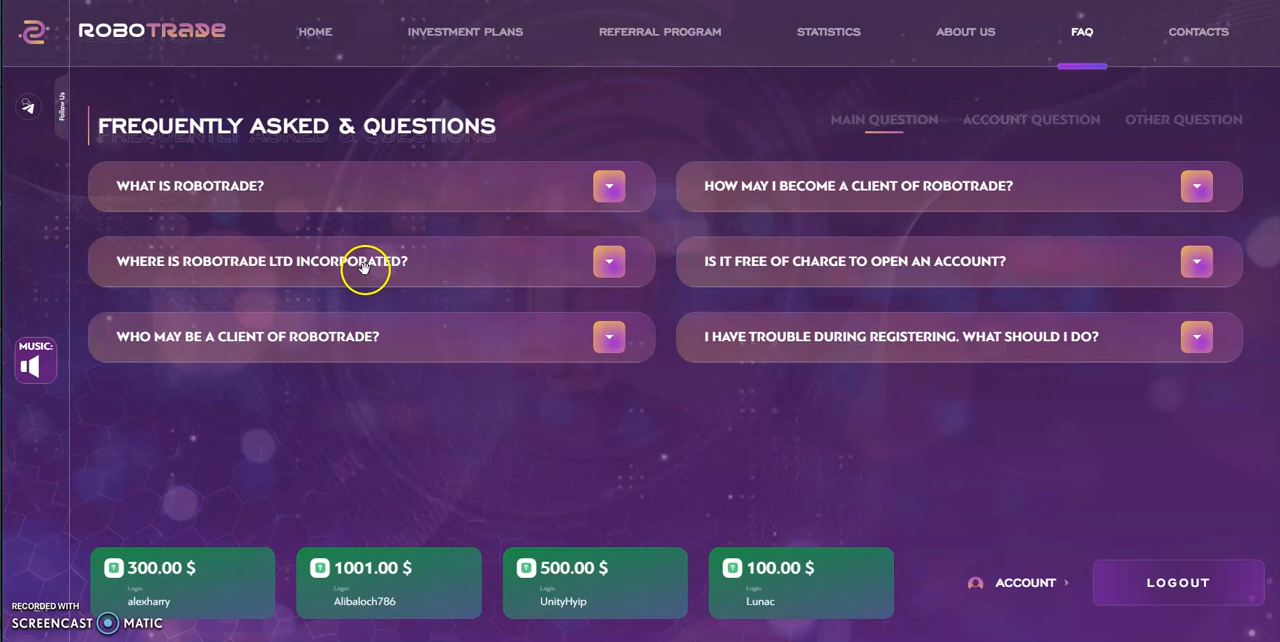 ROBOTRADE
HOME
INVESTMENT PLANS
REFERRAL PROGRAM
STATISTICS
ABOUT US
FAQ
CONTACTS
Follow Us
FREQUENTLY ASKED & QUESTIONS
MAIN QUESTION
ACCOUNT QUESTION
OTHER QUESTION
WHAT IS ROBOTRADE?
HOW MAY I BECOME A CLIENT OF ROBOTRADE?
WHERE IS ROBOTRADE LTD INCORPORATED?
IS IT FREE OF CHARGE TO OPEN AN ACCOUNT?
WHO MAY BE A CLIENT OF ROBOTRADE?
I HAVE TROUBLE DURING REGISTERING. WHAT SHOULD I DO?
MUSIC:
300.00 $
Login
alexharry
1001.00 $
Login
Alibaloch786
500.00 $
Login
UnityHyip
100.00 $
Login
Lunac
ACCOUNT
LOGOUT
RECORDED WITH
SCREENCAST MATIC